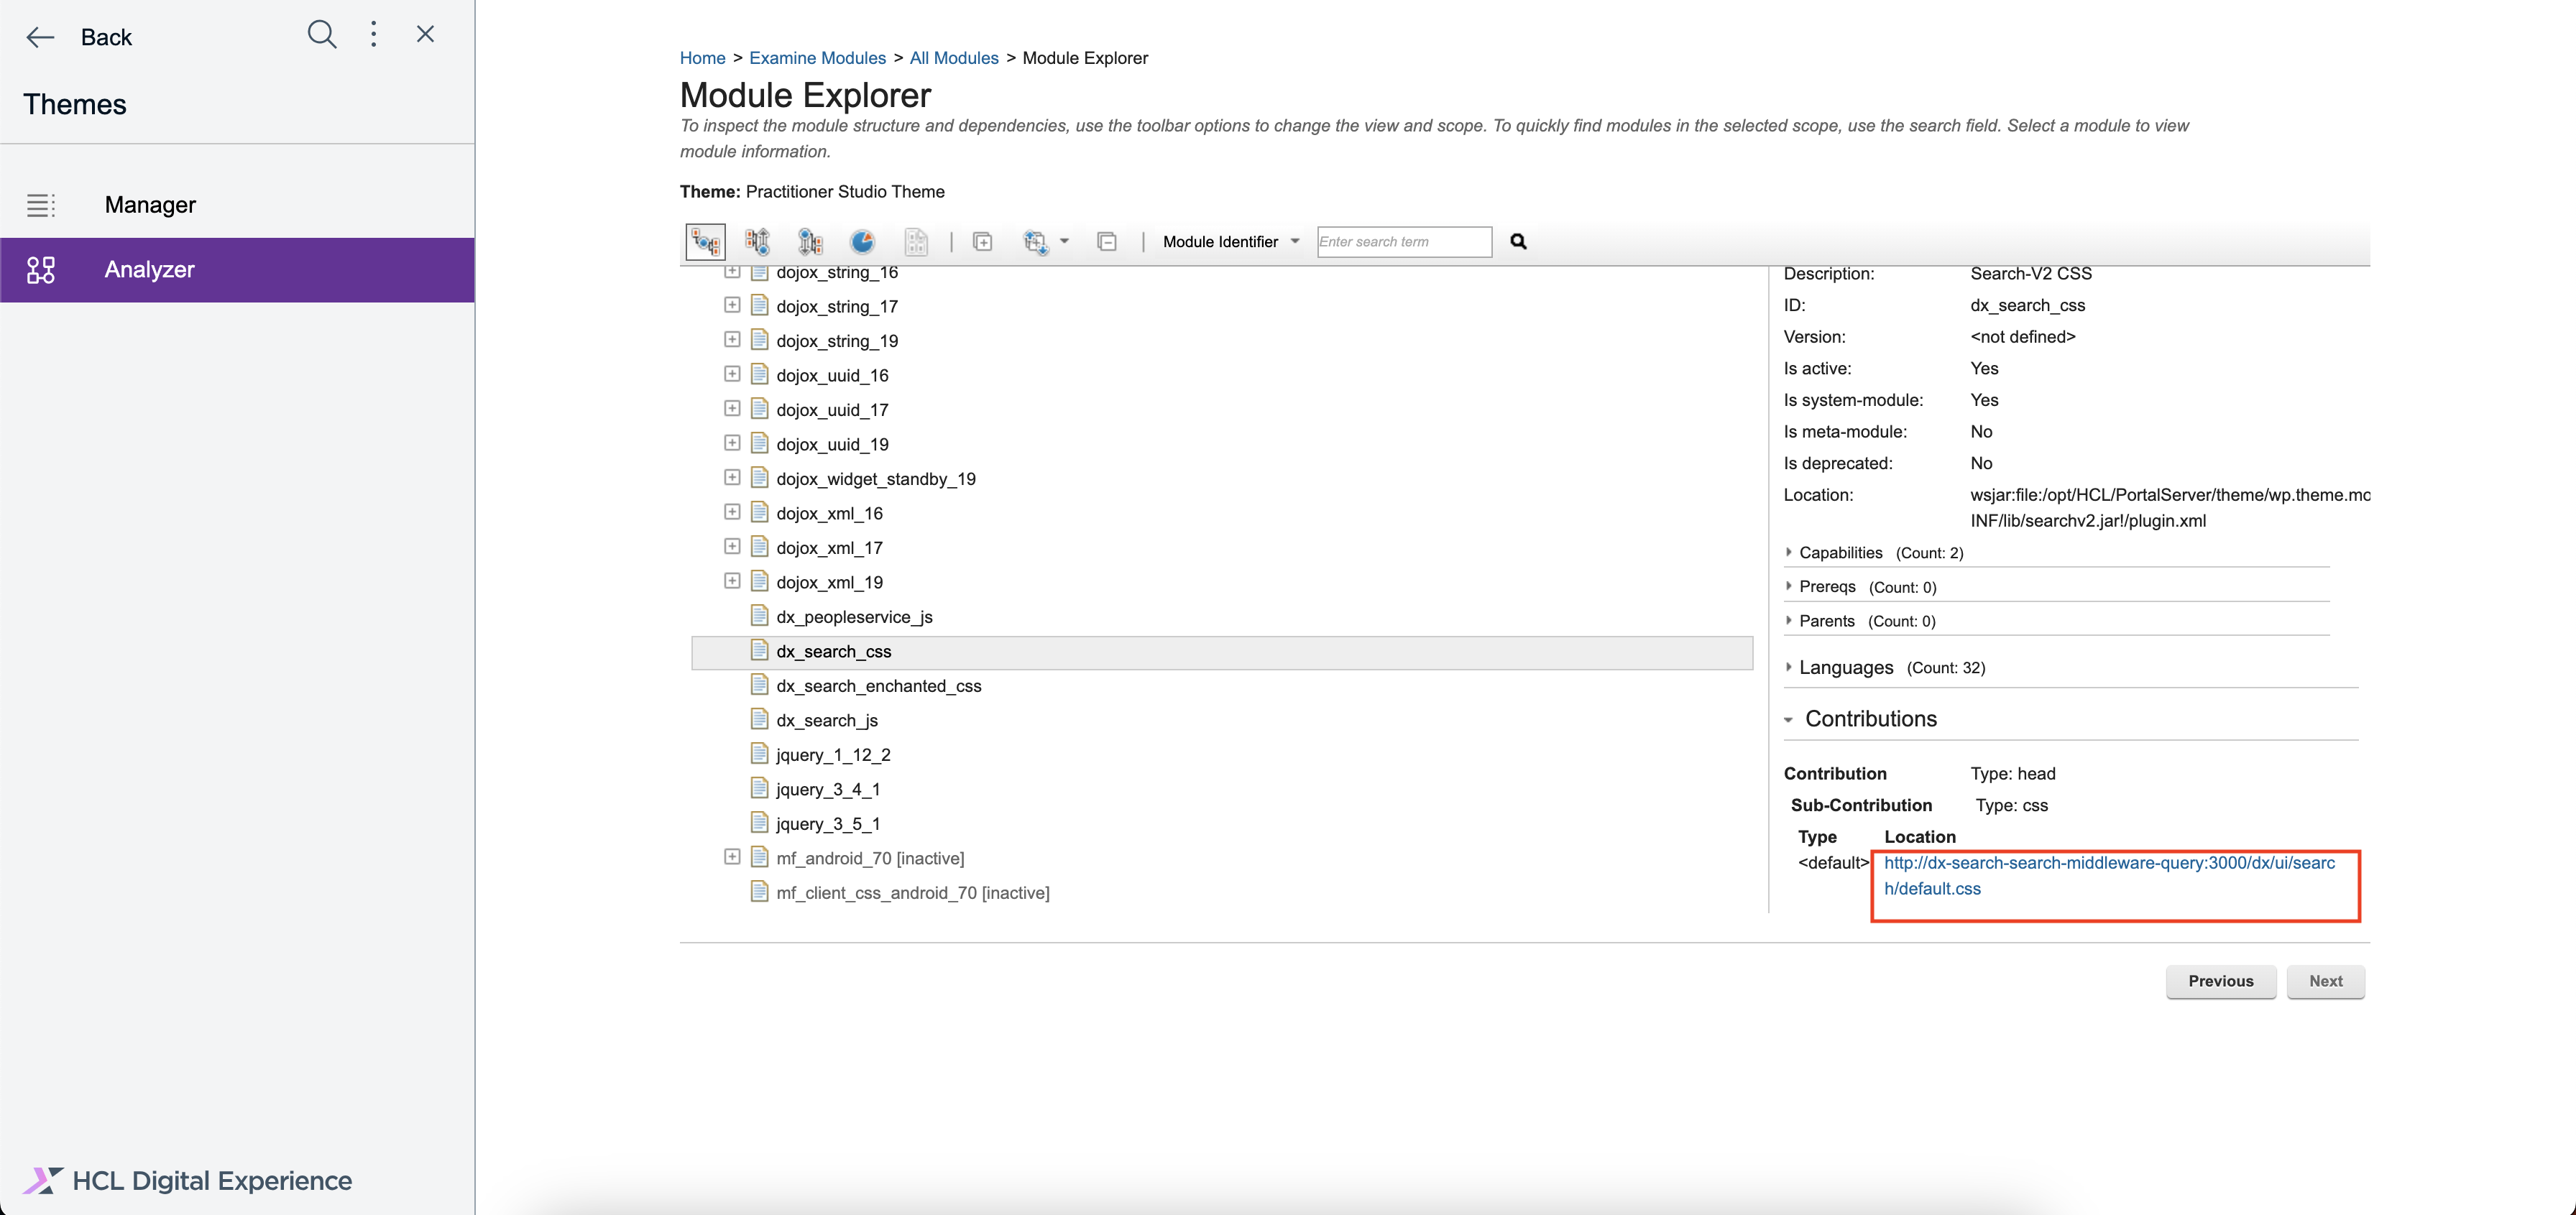 Back
Themes
Manager
Analyzer
HCL Digital Experience
Home > Examine Modules > All Modules > Module Explorer
Module Explorer
To inspect the module structure and dependencies, use the toolbar options to change the view and scope. To quickly find modules in the selected scope, use the search field. Select a module to view
module information.
Theme: Practitioner Studio Theme
Module Identifier
Enter search term
dojox_string_16
dojox_string_17
dojox_string_19
dojox_uuid_16
dojox_uuid_17
dojox_uuid_19
dojox_widget_standby_19
dojox_xml_16
dojox_xml_17
dojox_xml_19
dx_peopleservice_js
dx_search_css
dx_search_enchanted_css
dx_search_js
jquery_1_12_2
jquery_3_4_1
jquery_3_5_1
mf_android_70 [inactive]
mf_client_css_android_70 [inactive]
Description: Search-V2 CSS
ID: dx_search_css
Version: <not defined>
Is active: Yes
Is system-module: Yes
Is meta-module: No
Is deprecated: No
Location: wsjar:file:/opt/HCL/PortalServer/theme/wp.theme.mo
INF/lib/searchv2.jar!/plugin.xml
Capabilities (Count: 2)
Prereqs (Count: 0)
Parents (Count: 0)
Languages (Count: 32)
Contributions
Contribution Type: head
Sub-Contribution Type: css
Type Location
<default> http://dx-search-search-middleware-query:3000/dx/ui/searc
h/default.css
Previous Next